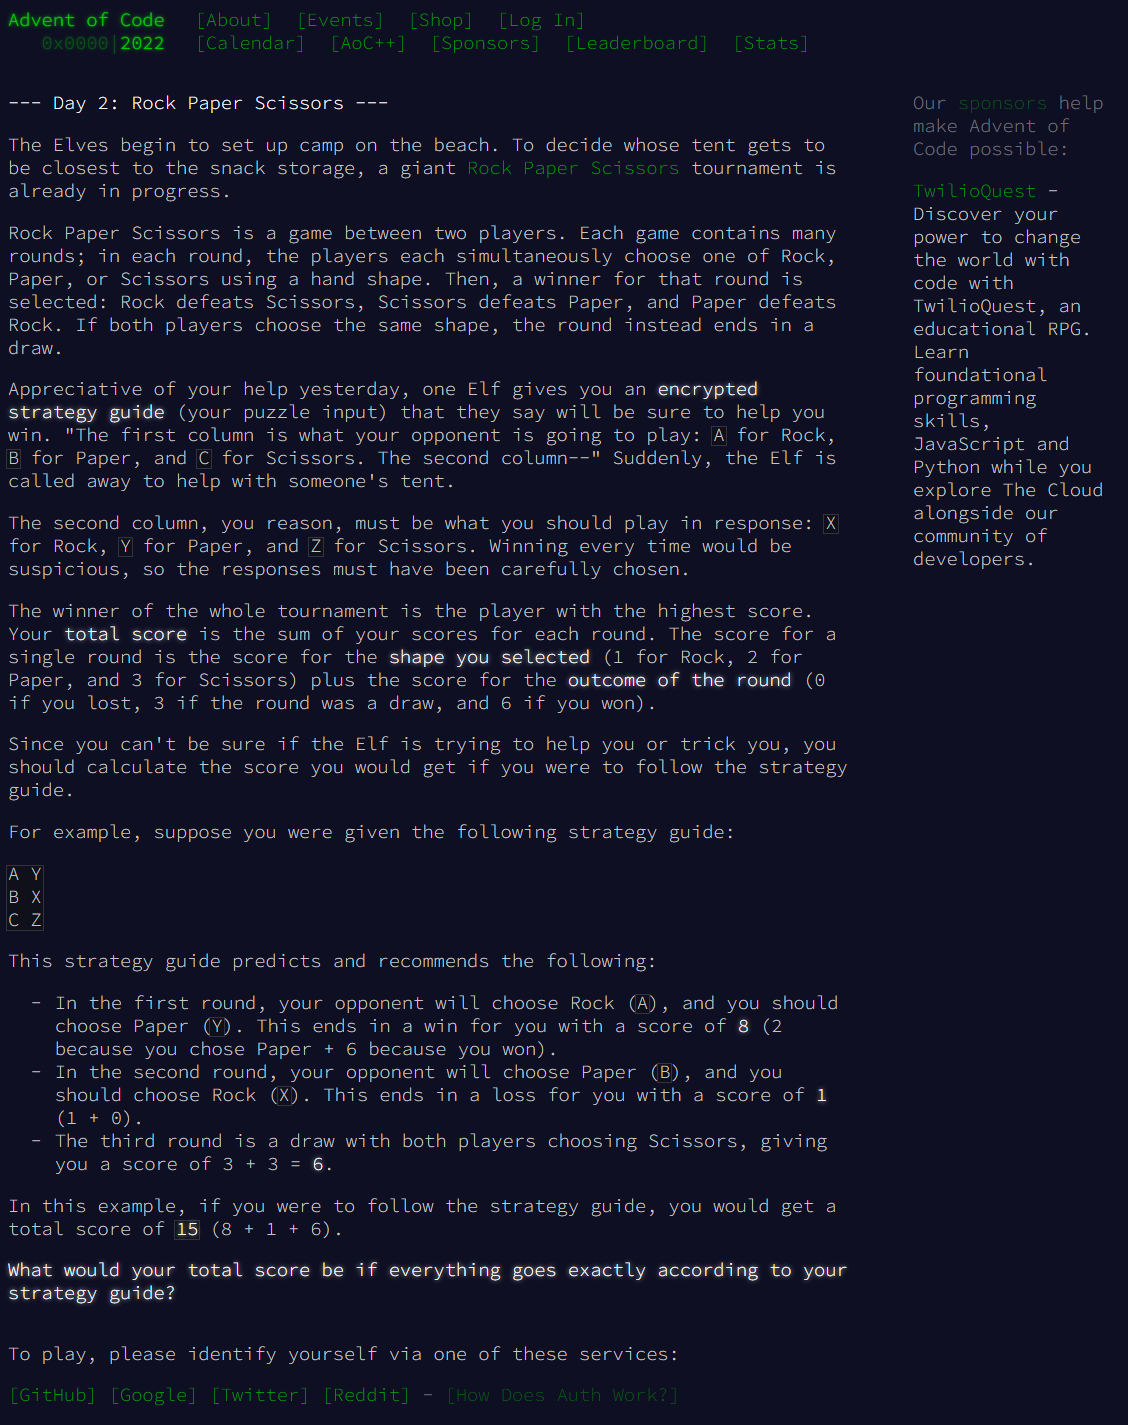 Advent of Code [About] [Events] [Shop] [Log In]
0x0000|2022 [Calendar] [AoC++] [Sponsors] [Leaderboard] [Stats]
--- Day 2: Rock Paper Scissors ---
The Elves begin to set up camp on the beach. To decide whose tent gets to
be closest to the snack storage, a giant Rock Paper Scissors tournament is
already in progress.
Rock Paper Scissors is a game between two players. Each game contains many
rounds; in each round, the players each simultaneously choose one of Rock,
Paper, or Scissors using a hand shape. Then, a winner for that round is
selected: Rock defeats Scissors, Scissors defeats Paper, and Paper defeats
Rock. If both players choose the same shape, the round instead ends in a
draw.
Appreciative of your help yesterday, one Elf gives you an encrypted
strategy guide (your puzzle input) that they say will be sure to help you
win. "The first column is what your opponent is going to play: A for Rock,
B for Paper, and C for Scissors. The second column--" Suddenly, the Elf is
called away to help with someone's tent.
The second column, you reason, must be what you should play in response: X
for Rock, Y for Paper, and Z for Scissors. Winning every time would be
suspicious, so the responses must have been carefully chosen.
The winner of the whole tournament is the player with the highest score.
Your total score is the sum of your scores for each round. The score for a
single round is the score for the shape you selected (1 for Rock, 2 for
Paper, and 3 for Scissors) plus the score for the outcome of the round (0
if you lost, 3 if the round was a draw, and 6 if you won).
Since you can't be sure if the Elf is trying to help you or trick you, you
should calculate the score you would get if you were to follow the strategy
guide.
For example, suppose you were given the following strategy guide:
A Y
B X
C Z
This strategy guide predicts and recommends the following:
- In the first round, your opponent will choose Rock (A), and you should
choose Paper (Y). This ends in a win for you with a score of 8 (2
because you chose Paper + 6 because you won).
- In the second round, your opponent will choose Paper (B), and you
should choose Rock (X). This ends in a loss for you with a score of 1
(1 + 0).
- The third round is a draw with both players choosing Scissors, giving
you a score of 3 + 3 = 6.
In this example, if you were to follow the strategy guide, you would get a
total score of 15 (8 + 1 + 6).
What would your total score be if everything goes exactly according to your
strategy guide?
To play, please identify yourself via one of these services:
[GitHub] [Google] [Twitter] [Reddit] - [How Does Auth Work?]
Our sponsors help
make Advent of
Code possible:
TwilioQuest -
Discover your
power to change
the world with
code with
TwilioQuest, an
educational RPG.
Learn
foundational
programming
skills,
JavaScript and
Python while you
explore The Cloud
alongside our
community of
developers.